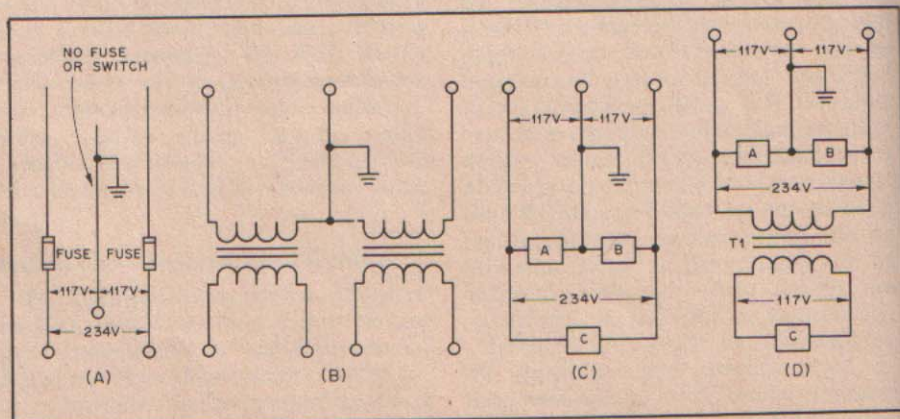 NO FUSE
OR SWITCH
FUSE
FUSE
117V
117V
234V
(A)
(B)
117V
117V
A
B
234V
C
(C)
117V
117V
A
B
234V
T1
117V
C
(D)